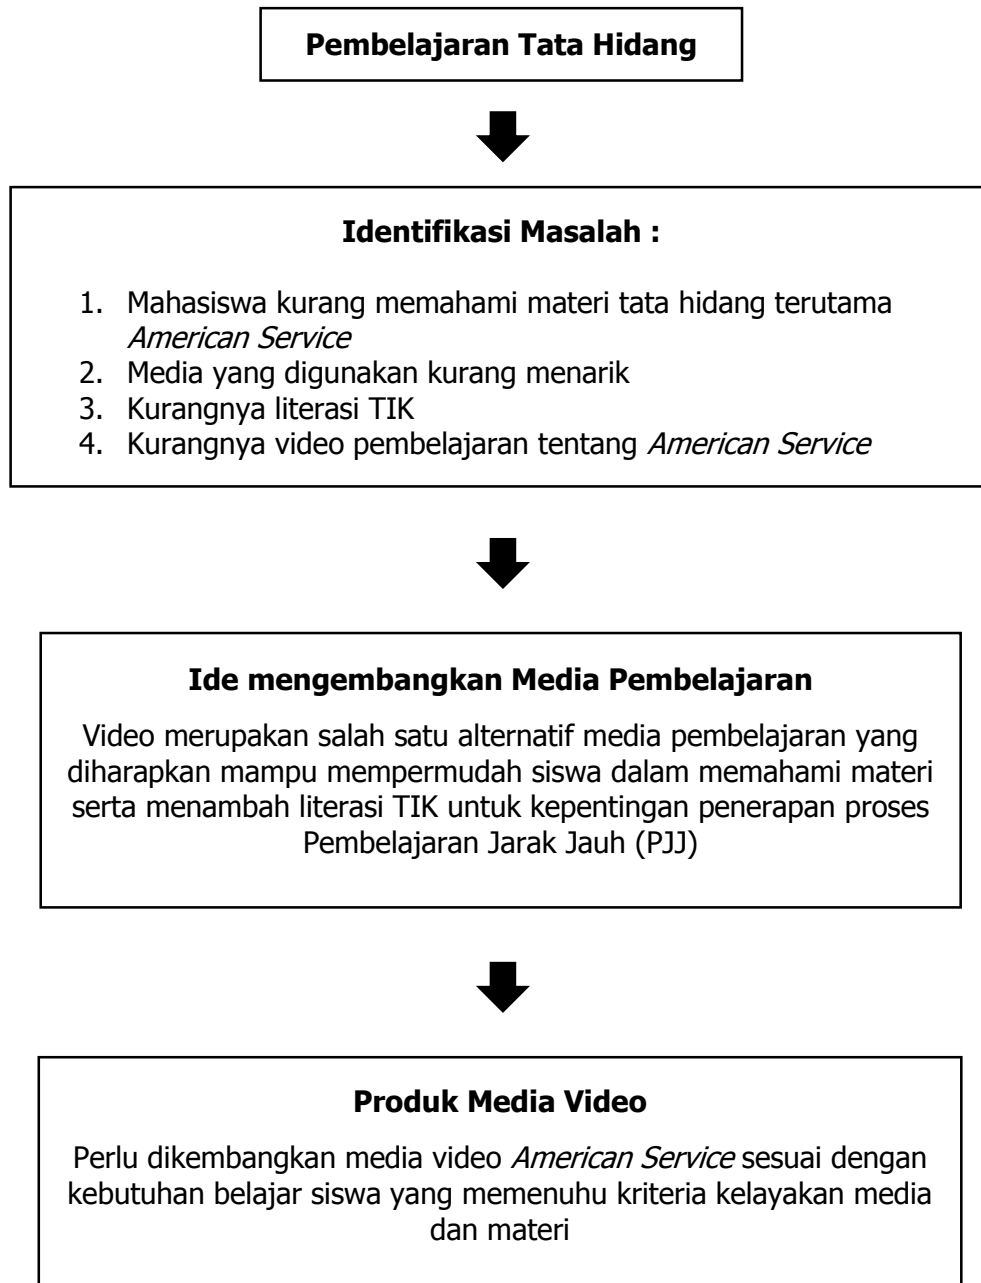 Pembelajaran Tata Hidang
Identifikasi Masalah :
1. Mahasiswa kurang memahami materi tata hidang terutama
American Service
2. Media yang digunakan kurang menarik
3. Kurangnya literasi TIK
4. Kurangnya video pembelajaran tentang American Service
Ide mengembangkan Media Pembelajaran
Video merupakan salah satu alternatif media pembelajaran yang
diharapkan mampu mempermudah siswa dalam memahami materi
serta menambah literasi TIK untuk kepentingan penerapan proses
Pembelajaran Jarak Jauh (PJJ)
Produk Media Video
Perlu dikembangkan media video American Service sesuai dengan
kebutuhan belajar siswa yang memenuhu kriteria kelayakan media
dan materi